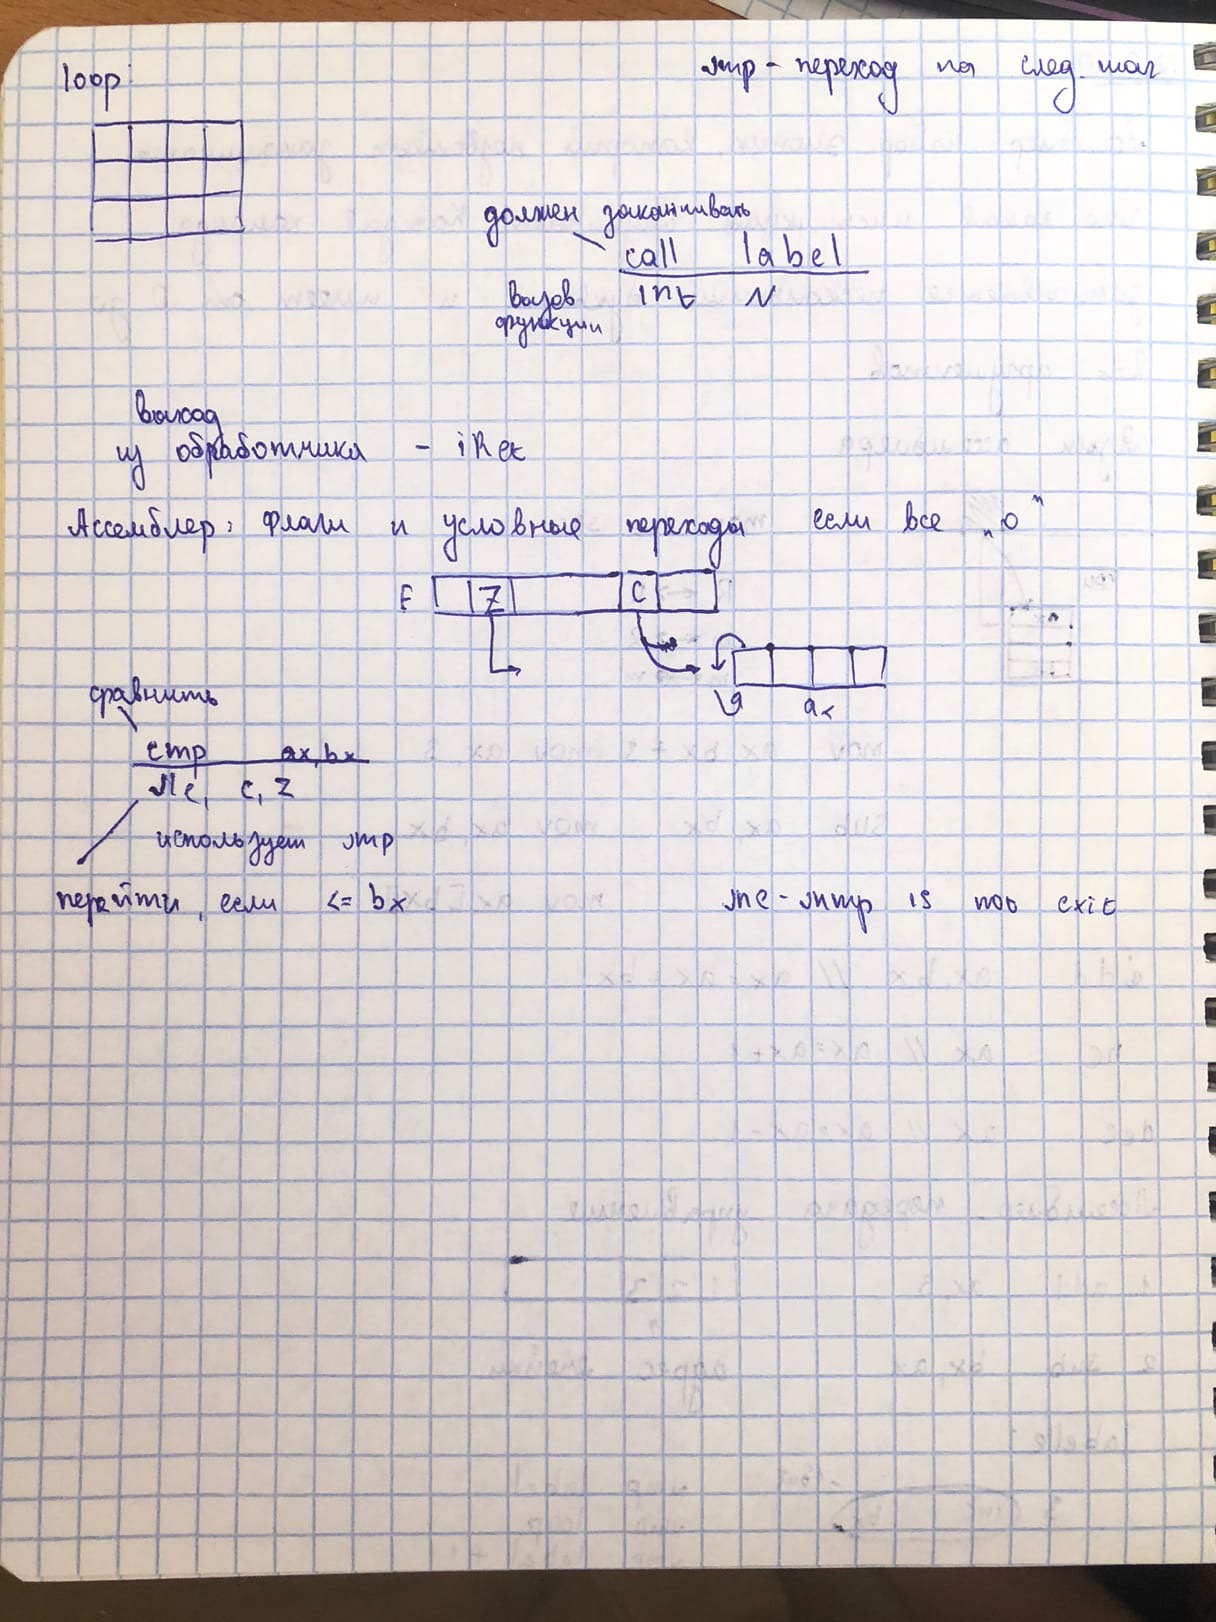 loop:
jmp - переход на след. шаг
должен заканчивать
call label
int N
вызов
функции
выход
из обработчика - iRet
Ассемблер: Флаги и условные переходы если все "0"
F Z C
ax
сравнить
cmp ax, bx
c, Z
использует jmp
перейти, если <= bx
jne - jmp is not exit